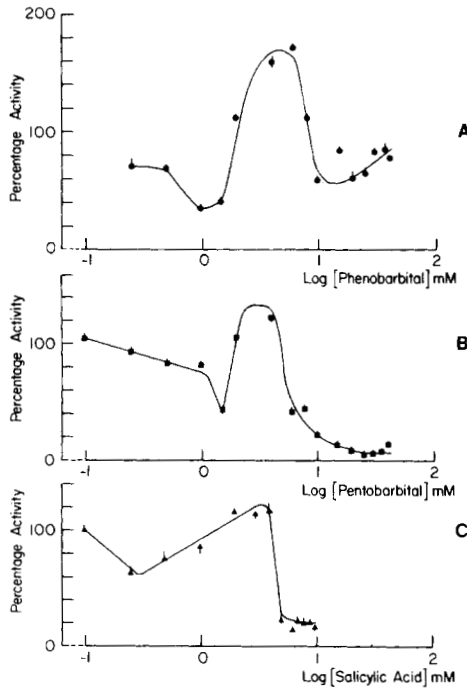 200
100
0
-1
0
1
2
Percentage Activity
A
Log [Phenobarbital] mM
100
0
-1
0
1
2
Percentage Activity
B
Log [Pentobarbital] mM
100
0
-1
0
1
2
Percentage Activity
C
Log [Salicylic Acid] mM